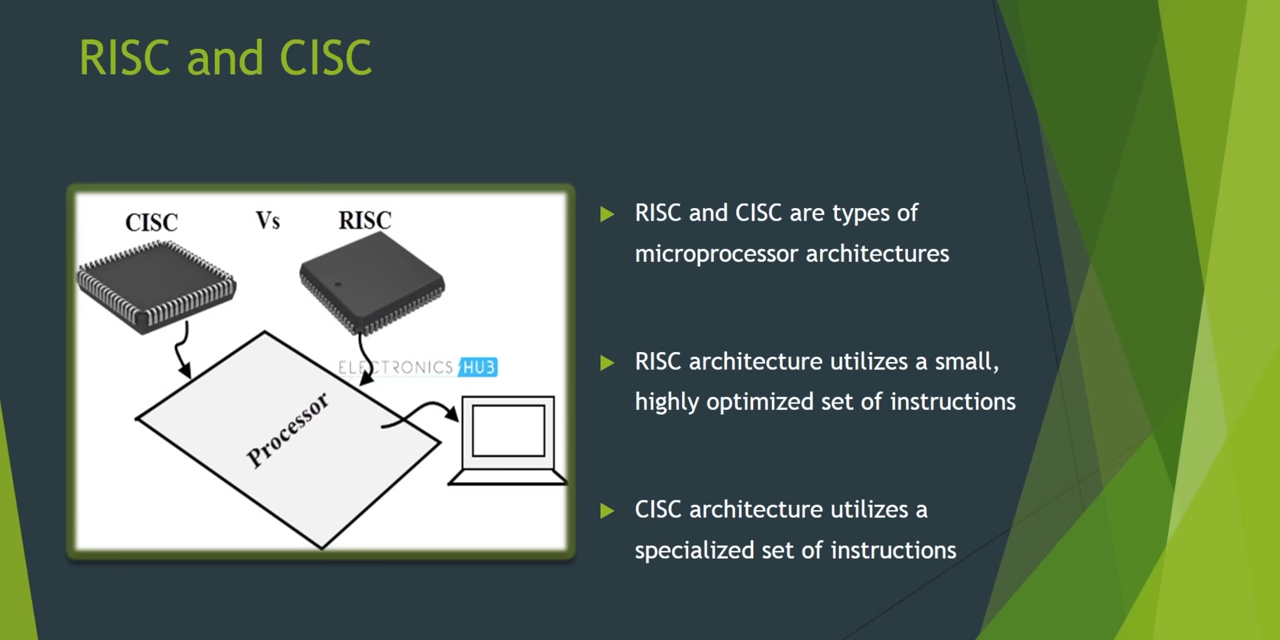 RISC and CISC
CISC Vs RISC
ELECTRONICS HUB
Processor
RISC and CISC are types of
microprocessor architectures
RISC architecture utilizes a small,
highly optimized set of instructions
CISC architecture utilizes a
specialized set of instructions